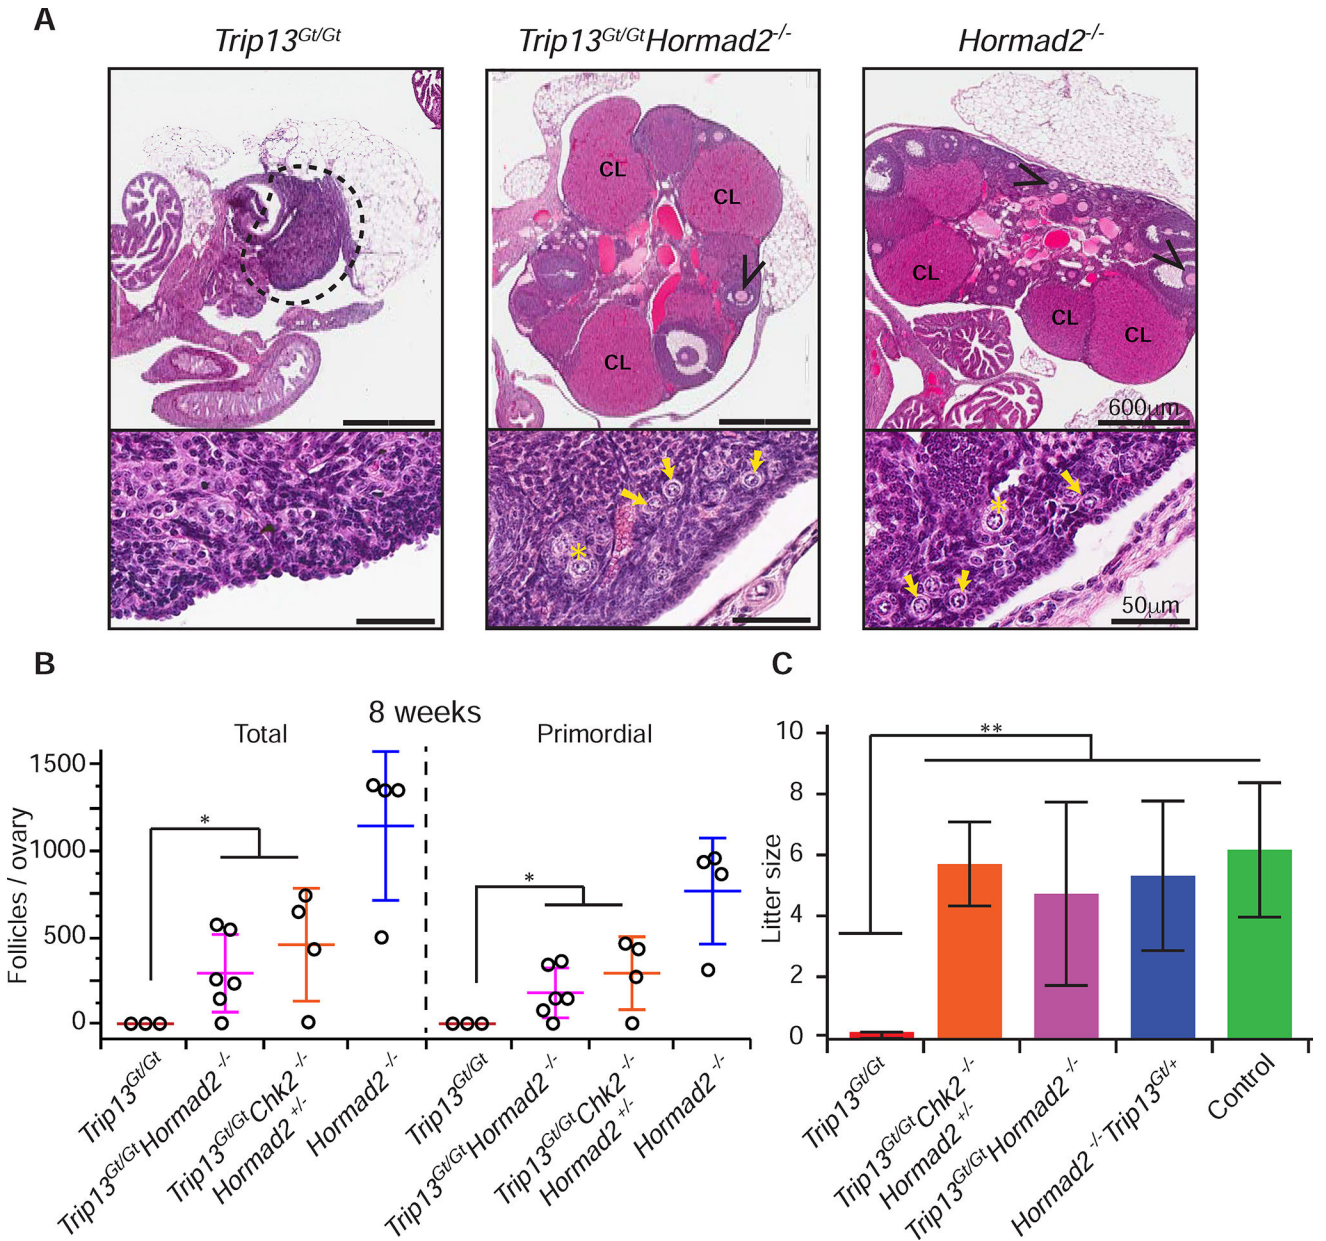 A
Trip13Gt/Gt
Trip13Gt/GtHormad2-/-
Hormad2-/-
CL
CL
CL
CL
CL
CL
600μm
*
*
50μm
B
C
8 weeks
Total
Primordial
Follicles / ovary
1500
1000
500
0
*
*
Trip13Gt/Gt
Trip13Gt/GtHormad2-/-
Trip13Gt/GtChk2-/-
Hormad2+/-
Hormad2-/-
Trip13Gt/Gt
Trip13Gt/GtHormad2-/-
Trip13Gt/GtChk2-/-
Hormad2+/-
Hormad2-/-
Litter size
10
8
6
4
2
0
**
Trip13Gt/Gt
Trip13Gt/GtChk2-/-
Hormad2+/-
Trip13Gt/GtHormad2-/-
Hormad2-/-Trip13Gt/+
Control